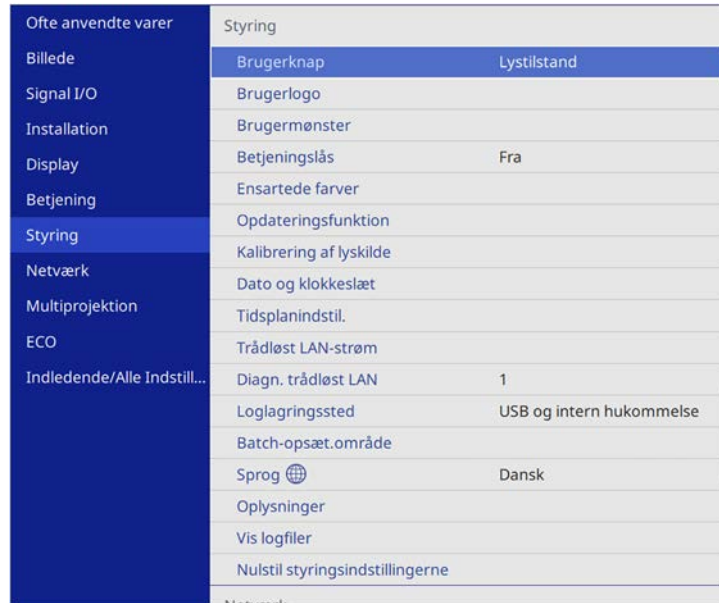 Ofte anvendte varer
Billede
Signal I/O
Installation
Display
Betjening
Styring
Netværk
Multiprojektion
ECO
Indledende/Alle Indstill...
Styring
Brugerknap Lystilstand
Brugerlogo
Brugermønster
Betjeningslås Fra
Ensartede farver
Opdateringsfunktion
Kalibrering af lyskilde
Dato og klokkeslæt
Tidsplanindstil.
Trådløst LAN-strøm
Diagn. trådløst LAN 1
Loglagringssted USB og intern hukommelse
Batch-opsæt.område
Sprog Dansk
Oplysninger
Vis logfiler
Nulstil styringsindstillingerne